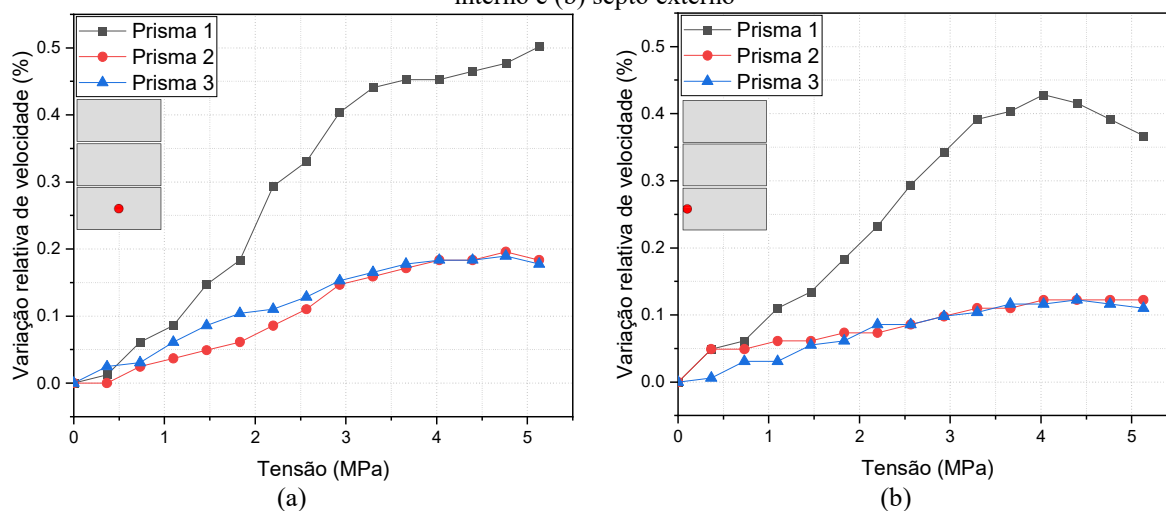 interno e (b) septo externo
Prisma 1
Prisma 2
Prisma 3
Variação relativa de velocidade (%)
0.5
0.4
0.3
0.2
0.1
0.0
0 1 2 3 4 5
Tensão (MPa)
(a)
Prisma 1
Prisma 2
Prisma 3
Variação relativa de velocidade (%)
0.5
0.4
0.3
0.2
0.1
0.0
0 1 2 3 4 5
Tensão (MPa)
(b)